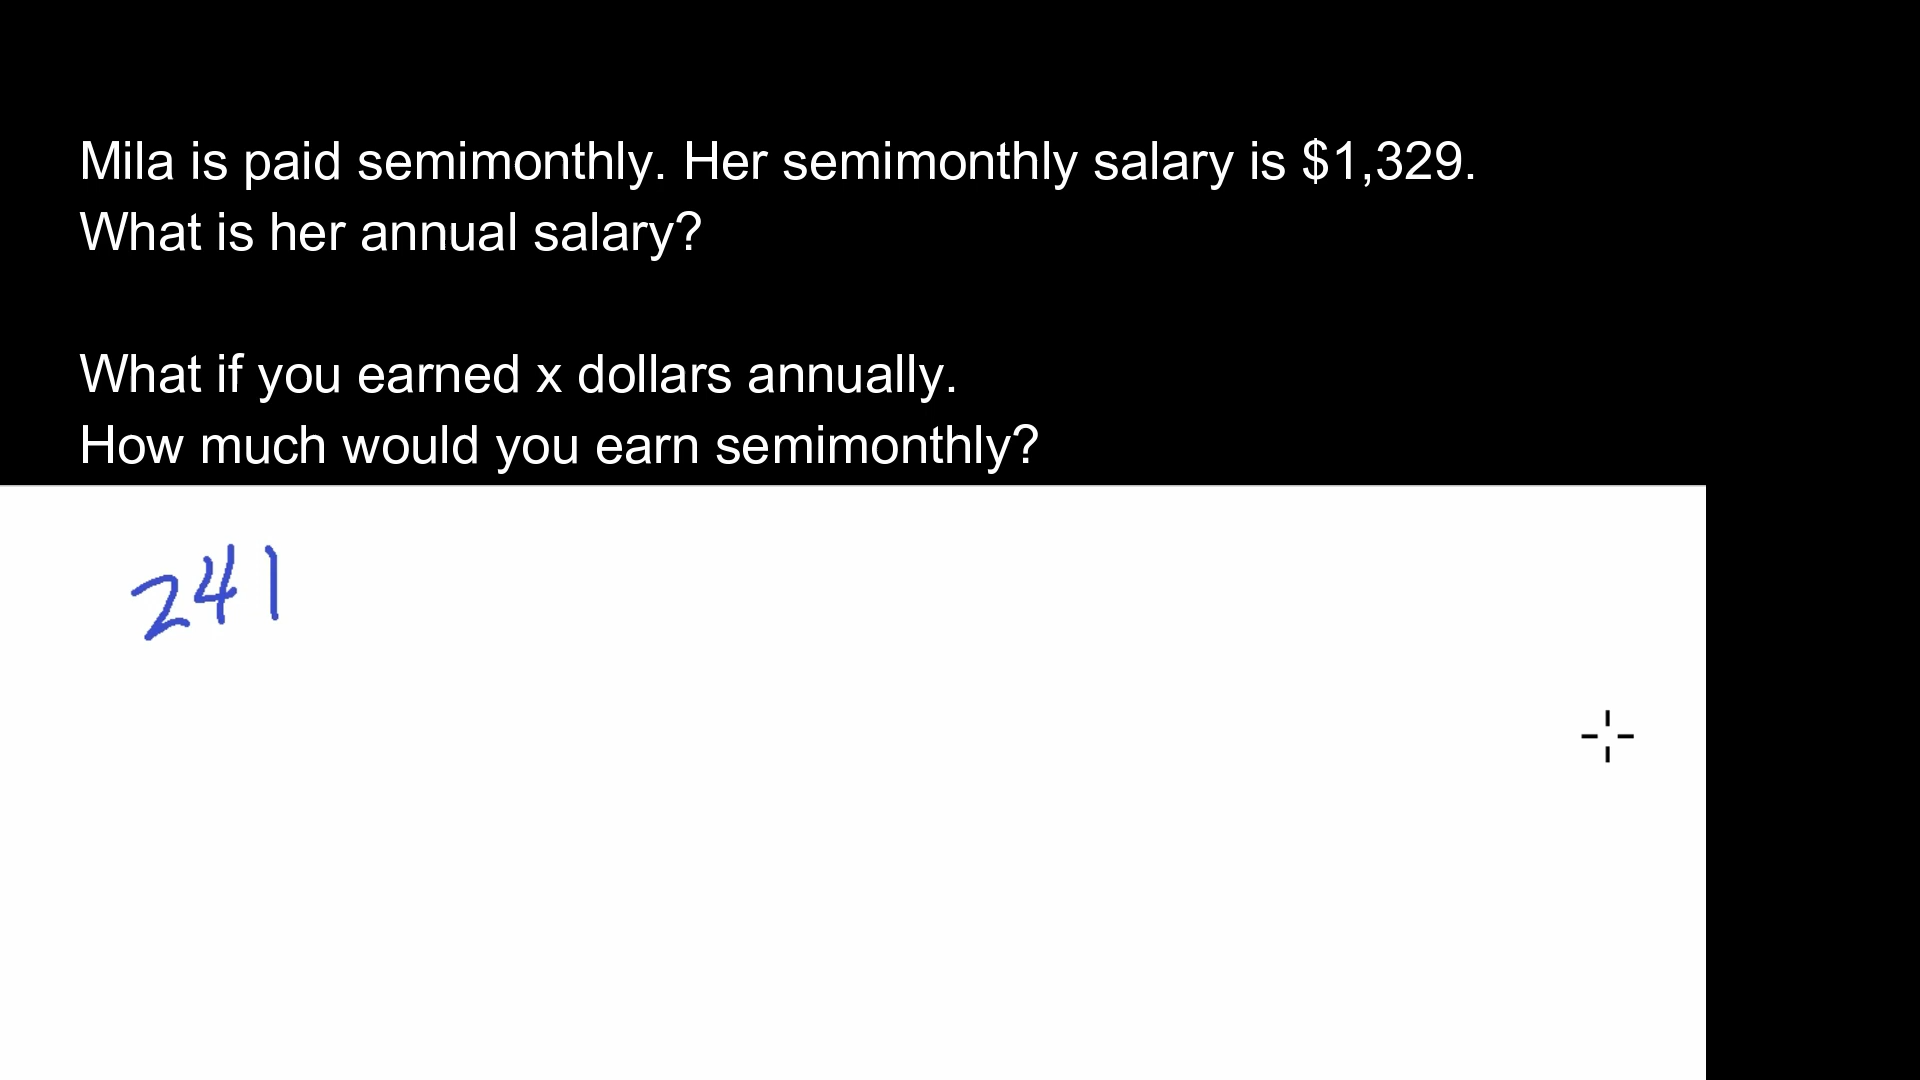 Mila is paid semimonthly. Her semimonthly salary is $1,329.
What is her annual salary?
What if you earned x dollars annually.
How much would you earn semimonthly?
241